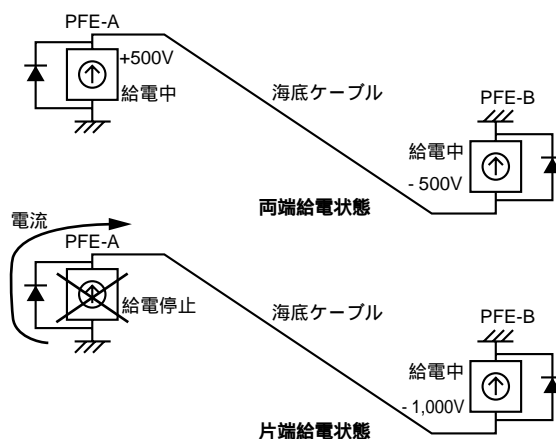 PFE-A
+500V
給電中
海底ケーブル
PFE-B
給電中
- 500V
両端給電状態
電流
PFE-A
給電停止
海底ケーブル
PFE-B
給電中
- 1,000V
片端給電状態